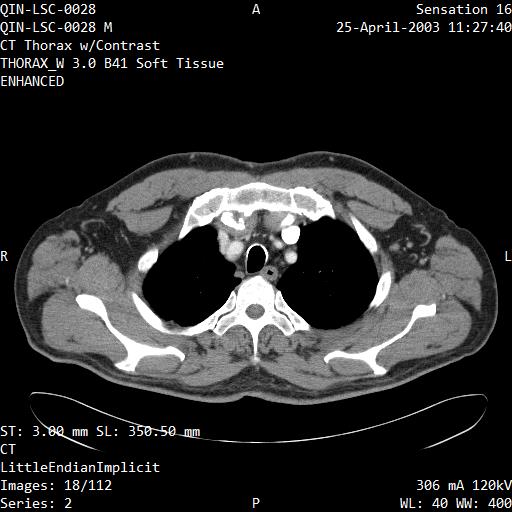 QIN-LSC-0028
A
Sensation 16
QIN-LSC-0028 M
25-April-2003 11:27:40
CT Thorax w/Contrast
THORAX_W 3.0 B41 Soft Tissue
ENHANCED
R
L
ST: 3.00 mm SL: 350.50 mm
CT
LittleEndianImplicit
Images: 18/112
306 mA 120kV
Series: 2
P
WL: 40 WW: 400